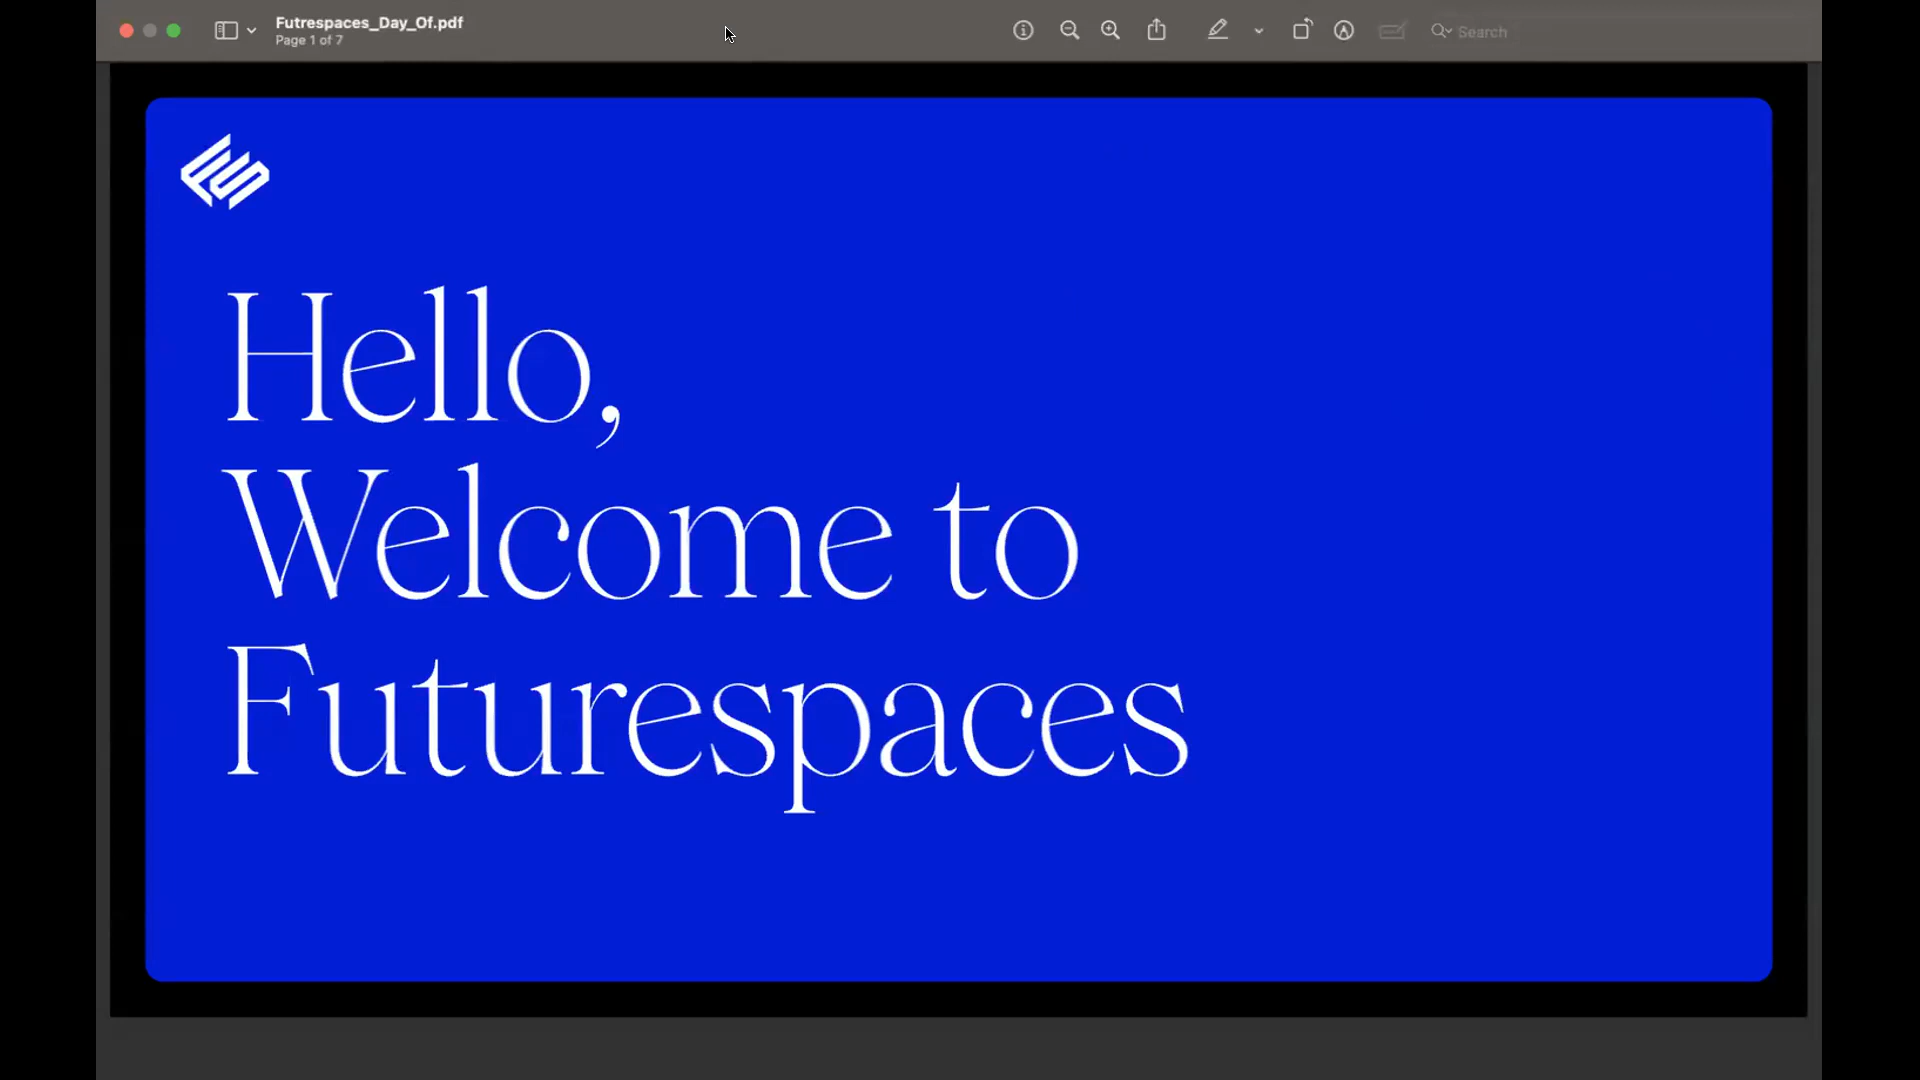 Futrespaces_Day_Of.pdf
Page 1 of 7
Search
Hello,
Welcome to
Futurespaces